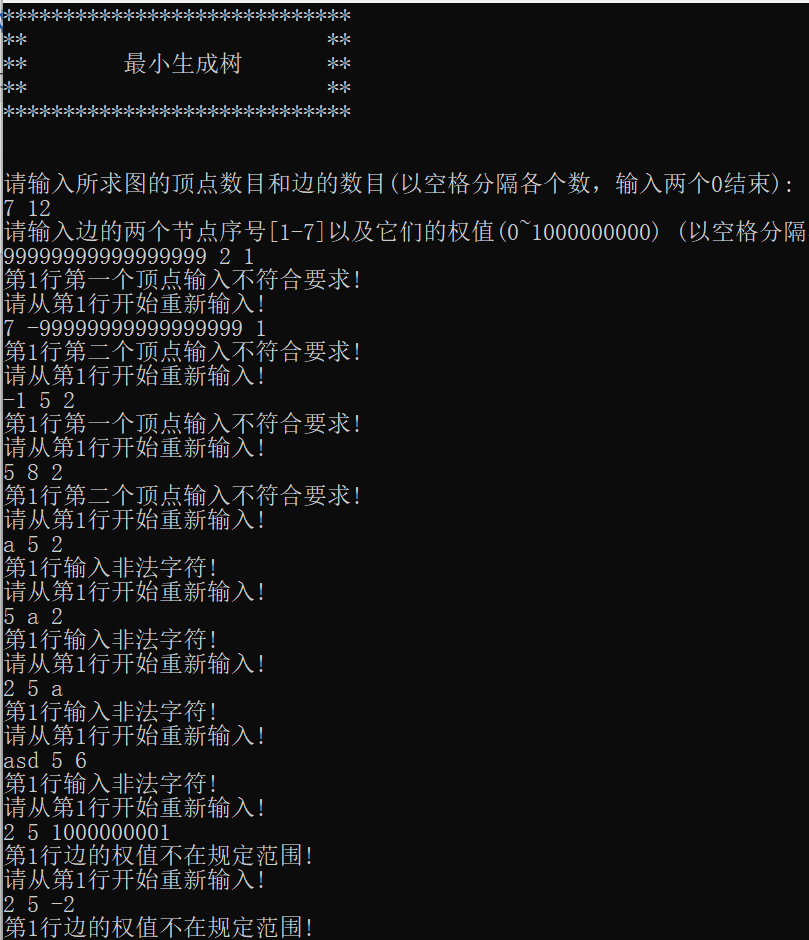 *****************************
**                         **
**        最小生成树       **
**                         **
*****************************
请输入所求图的顶点数目和边的数目(以空格分隔各个数，输入两个0结束):
7 12
请输入边的两个节点序号[1-7]以及它们的权值(0~1000000000) (以空格分隔
99999999999999999 2 1
第1行第一个顶点输入不符合要求!
请从第1行开始重新输入!
7 -99999999999999999 1
第1行第二个顶点输入不符合要求!
请从第1行开始重新输入!
-1 5 2
第1行第一个顶点输入不符合要求!
请从第1行开始重新输入!
5 8 2
第1行第二个顶点输入不符合要求!
请从第1行开始重新输入!
a 5 2
第1行输入非法字符!
请从第1行开始重新输入!
5 a 2
第1行输入非法字符!
请从第1行开始重新输入!
2 5 a
第1行输入非法字符!
请从第1行开始重新输入!
asd 5 6
第1行输入非法字符!
请从第1行开始重新输入!
2 5 1000000001
第1行边的权值不在规定范围!
请从第1行开始重新输入!
2 5 -2
第1行边的权值不在规定范围!